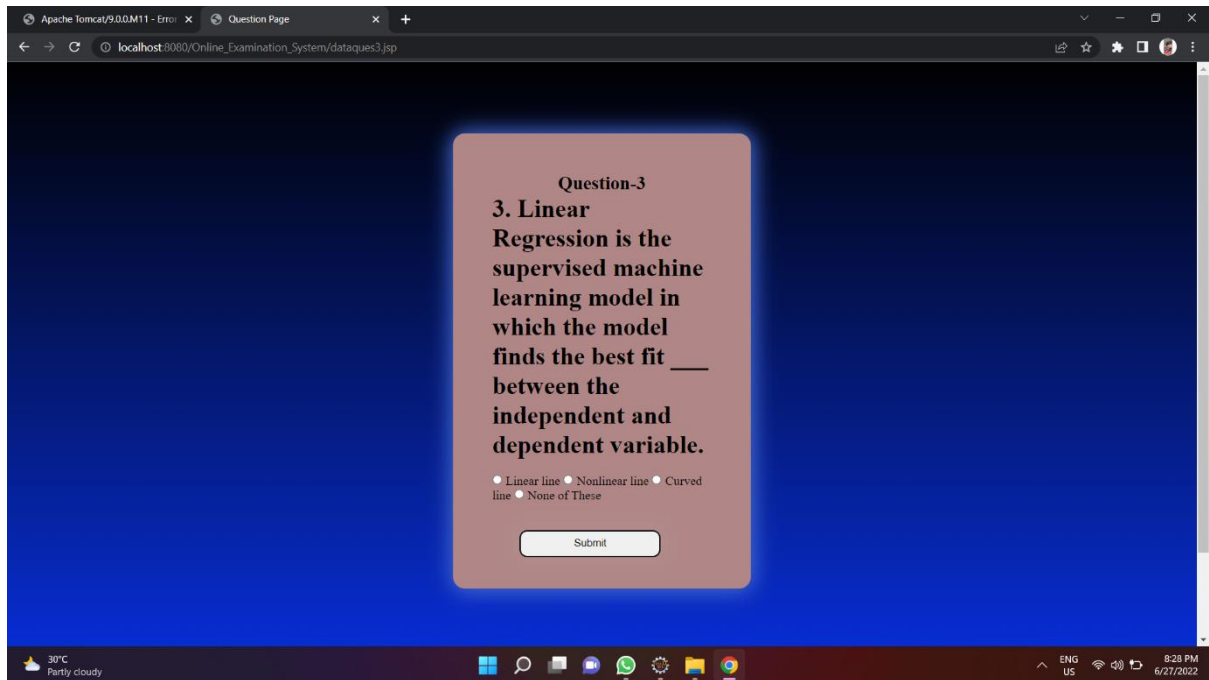 Apache Tomcat/9.0.0.M11 - Error
Question Page
localhost:8080/Online_Examination_System/dataques3.jsp
Question-3
3. Linear
Regression is the
supervised machine
learning model in
which the model
finds the best fit ___
between the
independent and
dependent variable.
Linear line Nonlinear line Curved
line None of These
Submit
30°C
Partly cloudy
ENG
US
8:28 PM
6/27/2022